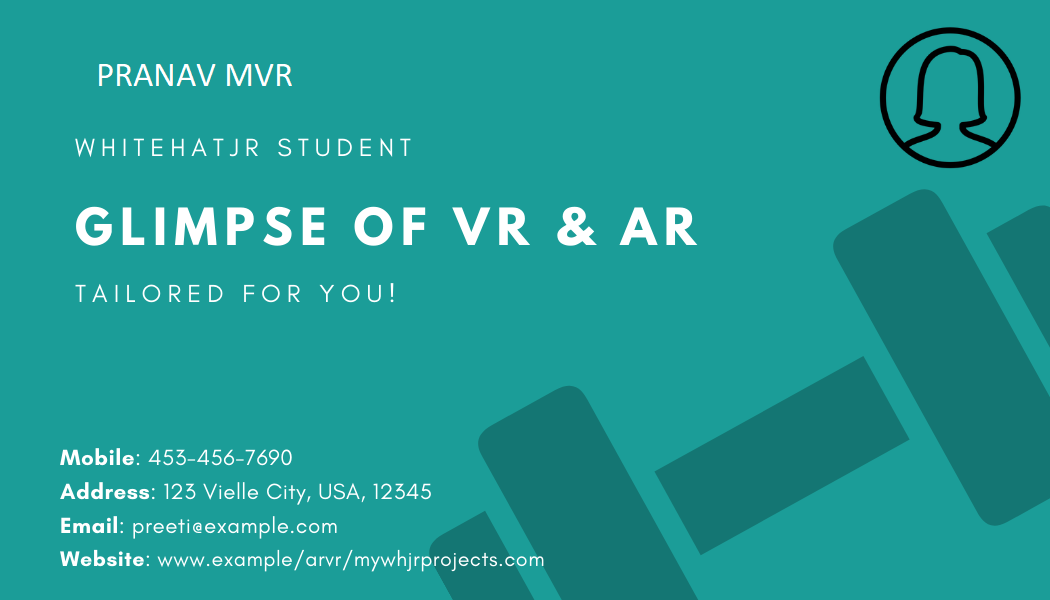 PRANAV MVR
WHITEHATJR STUDENT
GLIMPSE OF VR & AR
TAILORED FOR YOU!
Mobile: 453-456-7690
Address: 123 Vielle City, USA, 12345
Email: preeti@example.com
Website: www.example/arvr/mywhjrprojects.com